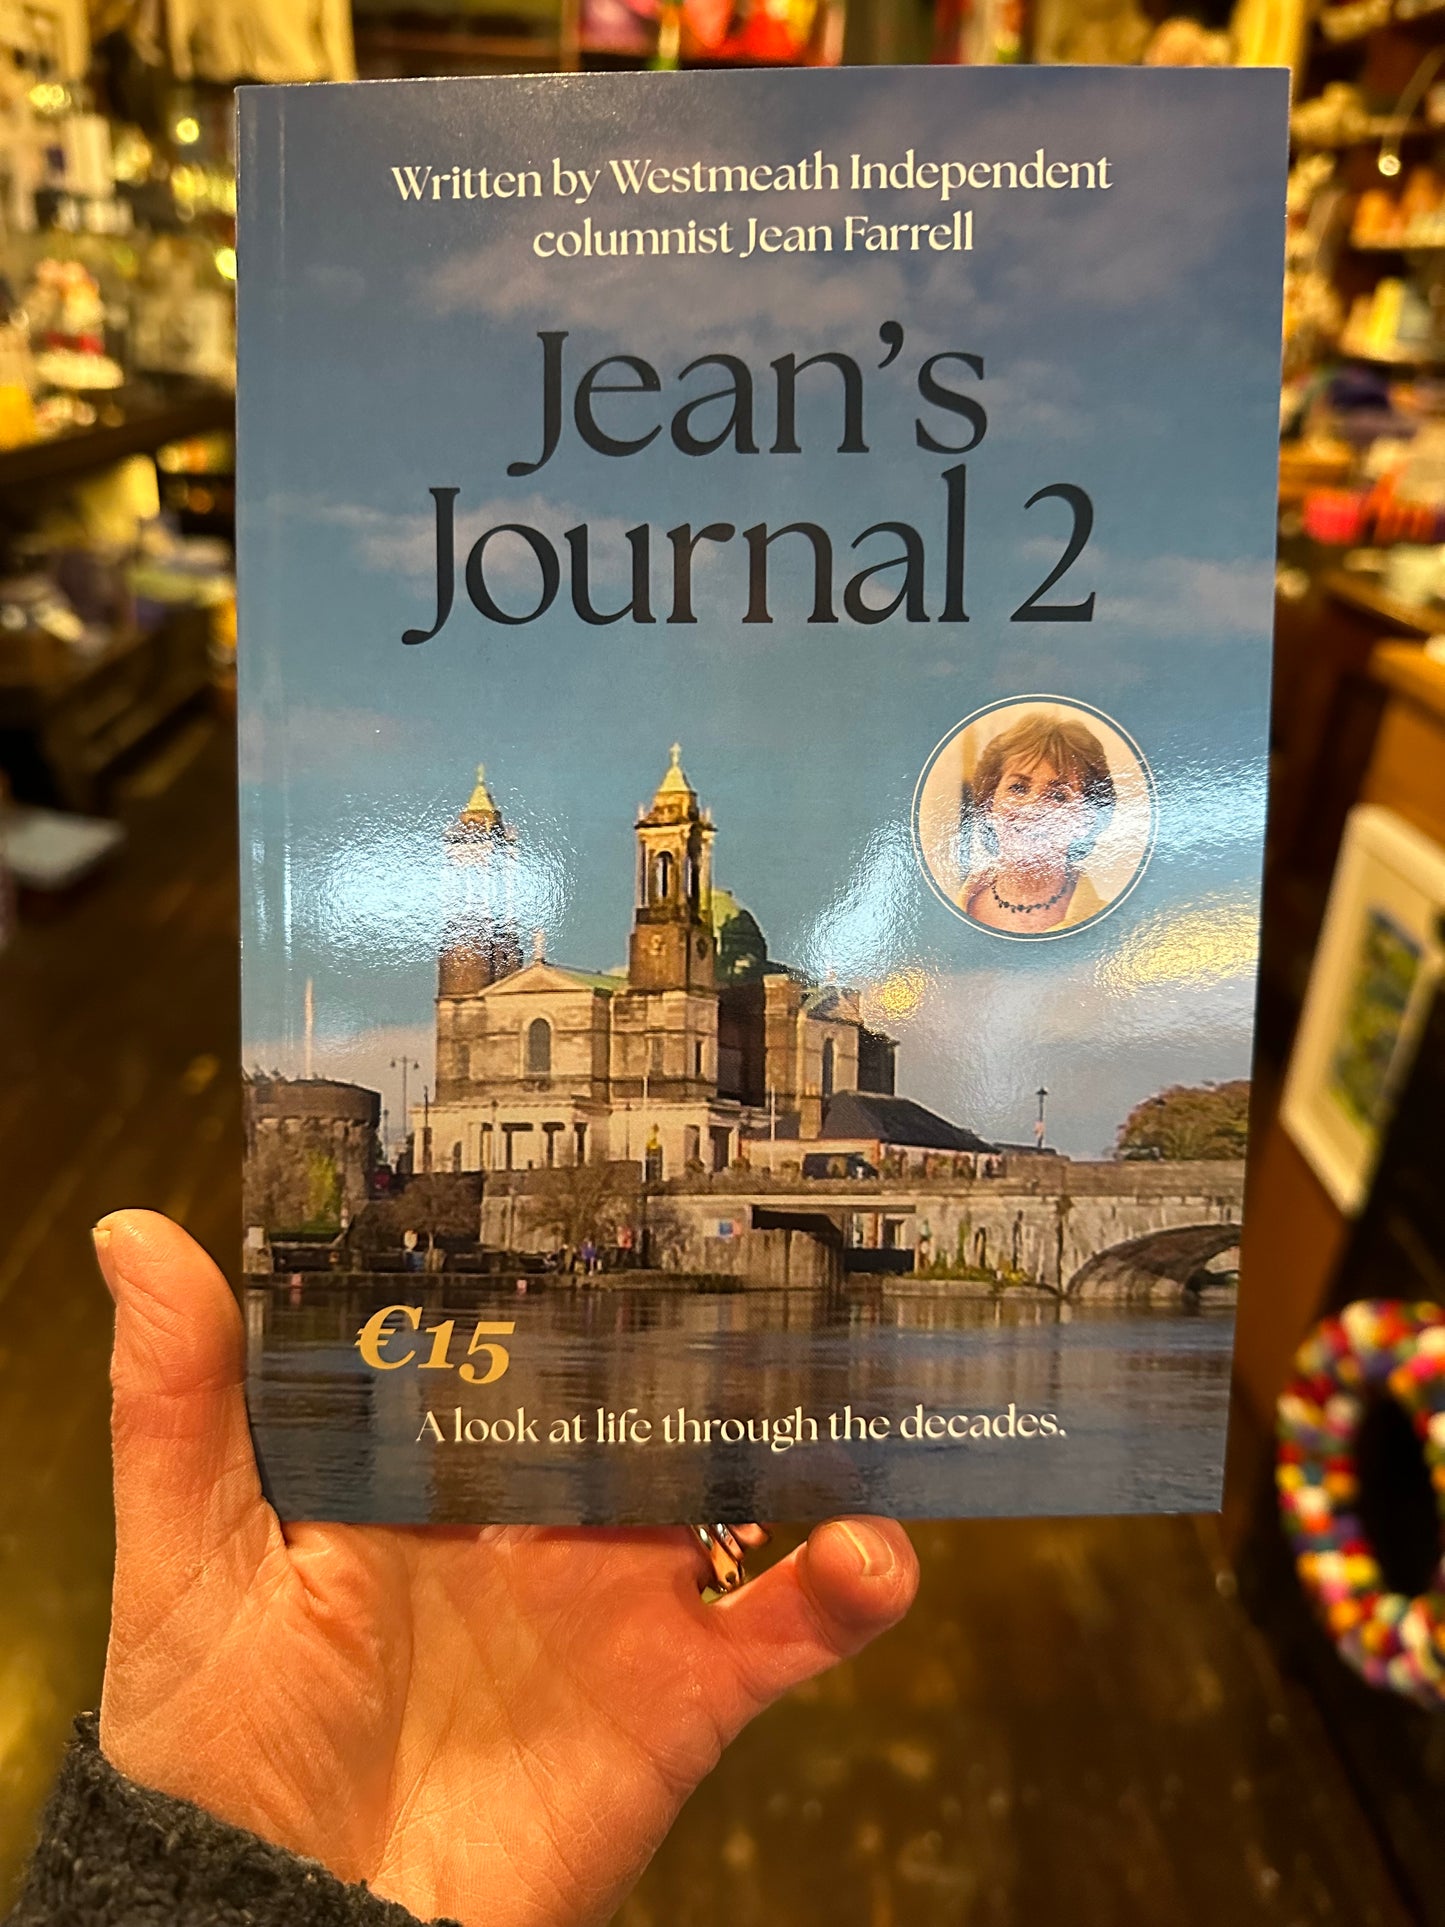 Written by Westmeath Independent
columnist Jean Farrell
Jean's
Journal 2
€15
A look at life through the decades.